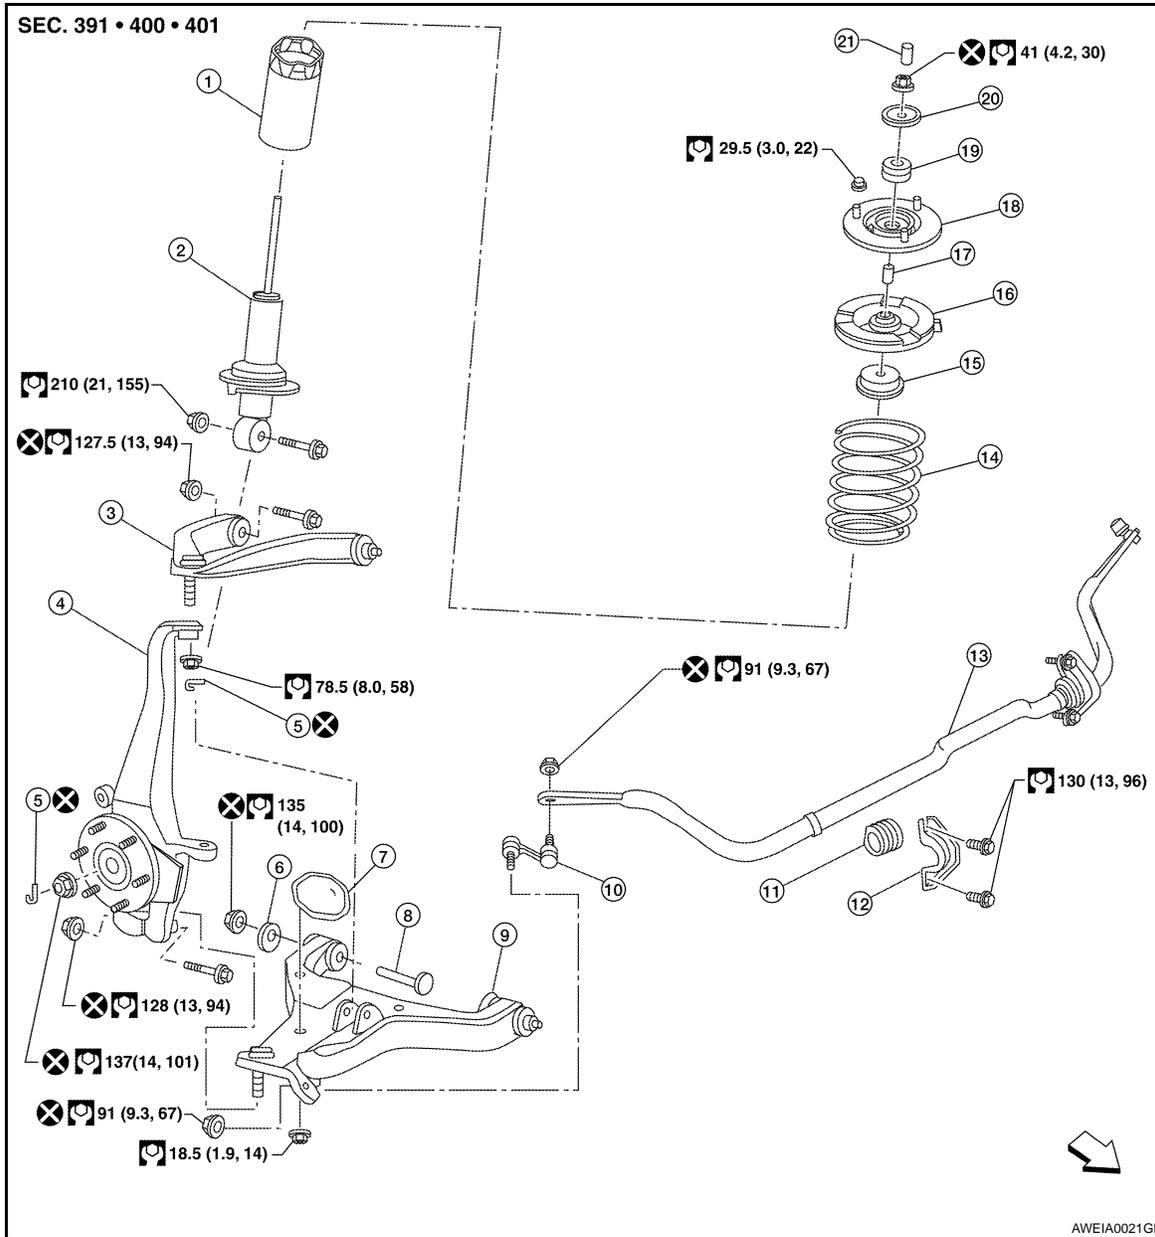 SEC. 391 • 400 • 401
21
41 (4.2, 30)
1
20
29.5 (3.0, 22)
19
18
2
17
16
15
210 (21, 155)
127.5 (13, 94)
14
3
4
78.5 (8.0, 58)
91 (9.3, 67)
13
5
130 (13, 96)
5
135
(14, 100)
7
6
10
11
12
8
9
128 (13, 94)
137(14, 101)
91 (9.3, 67)
18.5 (1.9, 14)